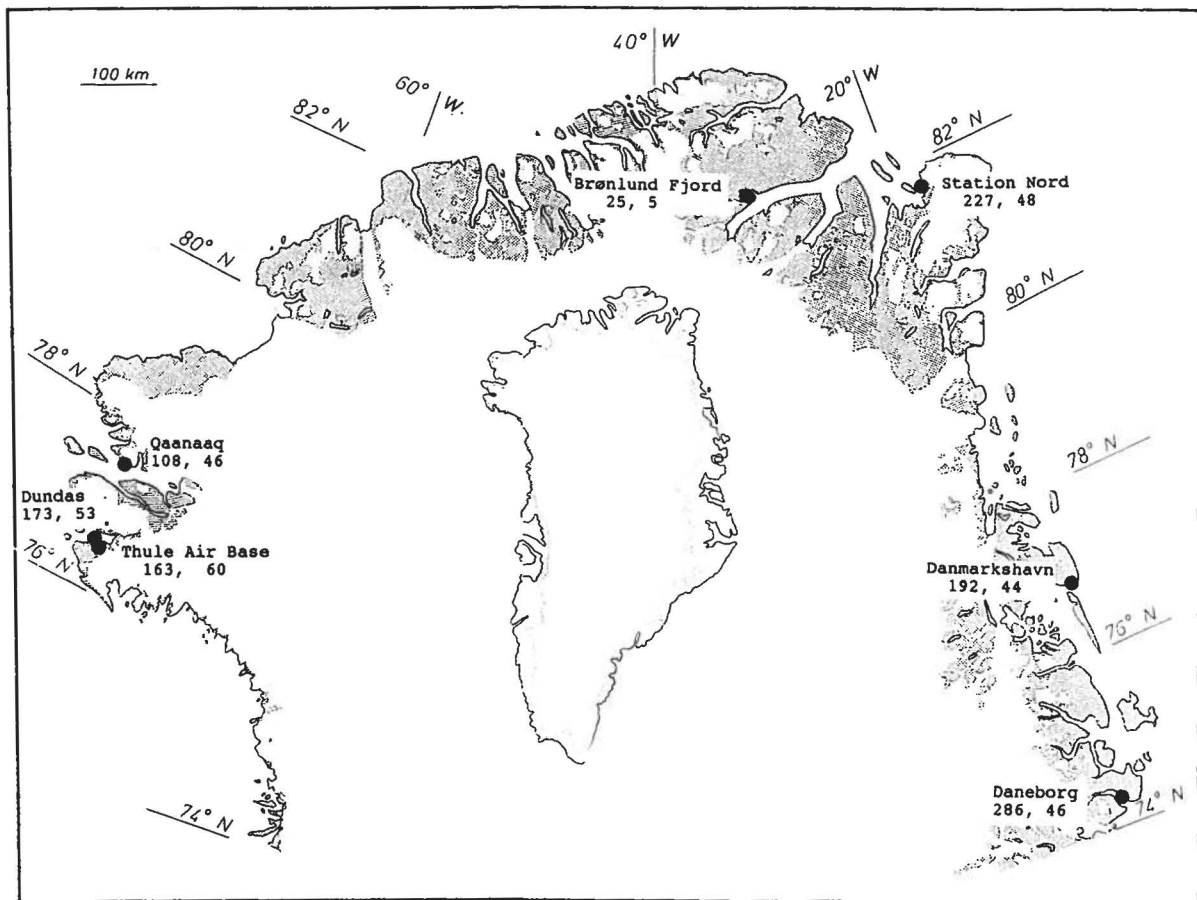 40° W
20° W
60° W.
100 km
82° N
82° N
Brønlund Fjord
25, 5
Station Nord
227, 48
80° N
80° N
78° N
Qaanaaq
108, 46
78° N
Dundas
173, 53
76° N
Thule Air Base
163, 60
Danmarkshavn
192, 44
76° N
Daneborg
286, 46
74° N
74° N